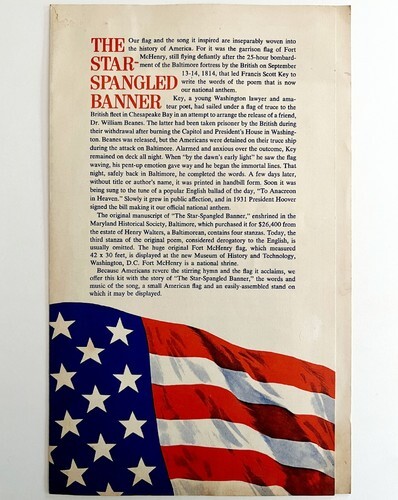 THE
STAR-
SPANGLED
BANNER
Our flag and the song it inspired are inseparably woven into
the history of America. For it was the garrison flag of Fort
McHenry, still flying defiantly after the 25-hour bombard-
ment of the Baltimore fortress by the British on September
13-14, 1814, that led Francis Scott Key to
write the words of the poem that is now
our national anthem.
Key, a young Washington lawyer and ama-
teur poet, had sailed under a flag of truce to the
British fleet in Chesapeake Bay in an attempt to arrange the release of a friend,
Dr. William Beanes. The latter had been taken prisoner by the British during
their withdrawal after burning the Capitol and President's House in Washing-
ton. Beanes was released, but the Americans were detained on their truce ship
during the attack on Baltimore. Alarmed and anxious over the outcome, Key
remained on deck all night. When "by the dawn's early light" he saw the flag
waving, his pent-up emotion gave way and he began the immortal lines. That
night, safely back in Baltimore, he completed the words. A few days later,
without title or author's name, it was printed in handbill form. Soon it was
being sung to the tune of a popular English ballad of the day, "To Anacreon
in Heaven." Slowly it grew in public affection, and in 1931 President Hoover
signed the bill making it our official national anthem.
The original manuscript of "The Star-Spangled Banner," enshrined in the
Maryland Historical Society, Baltimore, which purchased it for $26,400 from
the estate of Henry Walters, a Baltimorean, contains four stanzas. Today, the
third stanza of the original poem, considered derogatory to the English, is
usually omitted. The huge original Fort McHenry flag, which measured
42 x 30 feet, is displayed at the new Museum of History and Technology,
Washington, D.C. Fort McHenry is a national shrine.
Because Americans revere the stirring hymn and the flag it acclaims, we
offer this kit with the story of "The Star-Spangled Banner," the words and
music of the song, a small American flag and an easily-assembled stand on
which it may be displayed.